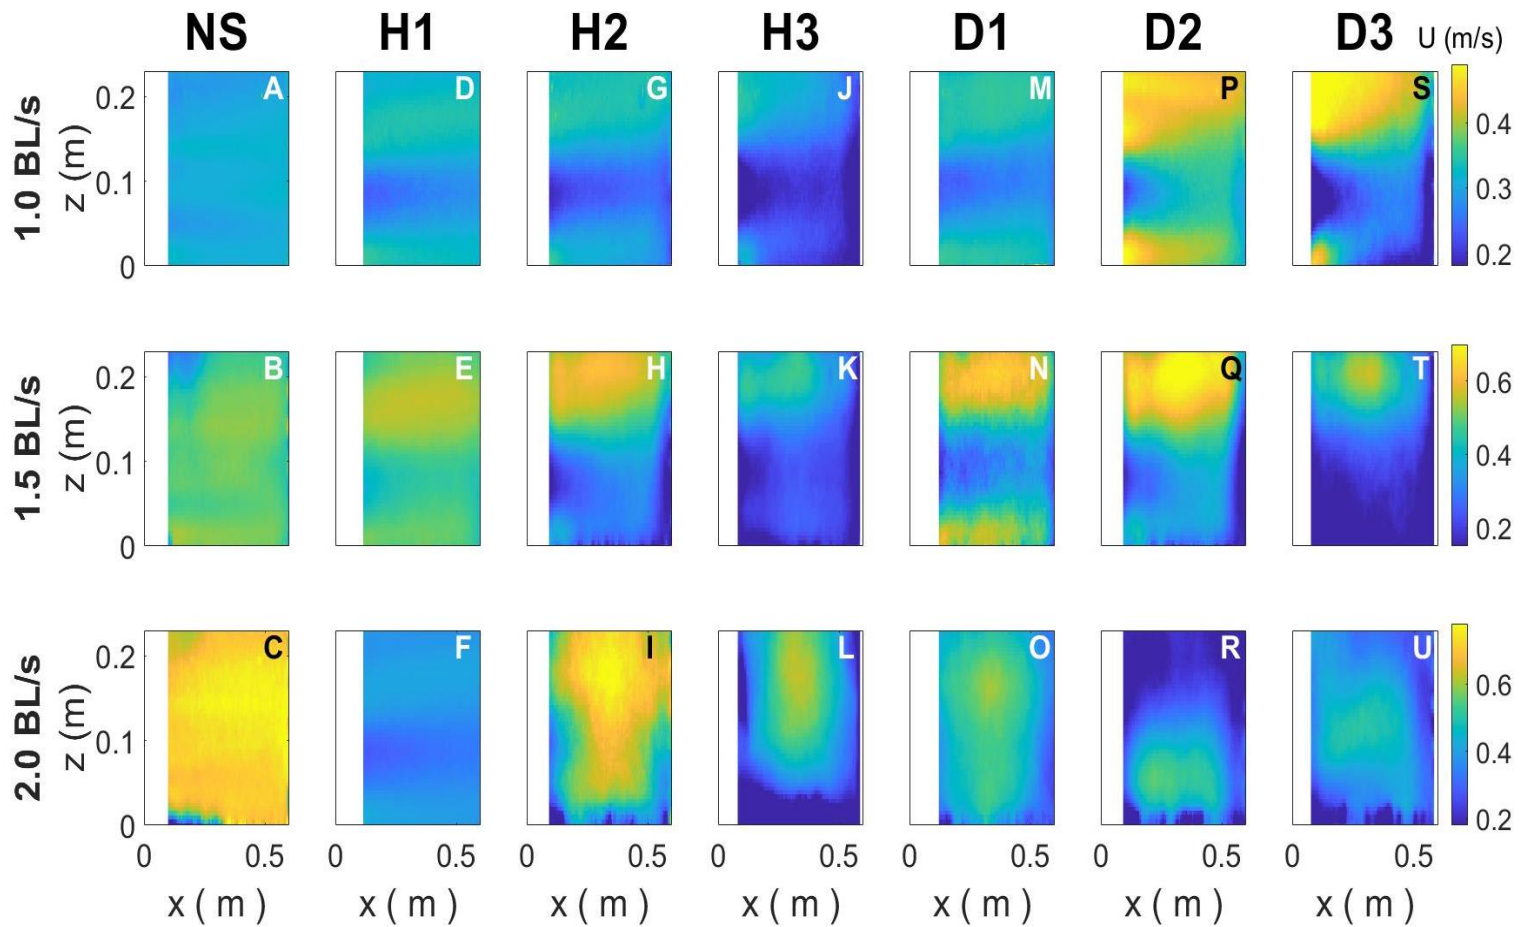 NS H1 H2 H3 D1 D2 D3 U (m/s)
1.0 BL/s
z (m)
0.2
0.1
0
A D G J M P S
0.4
0.3
0.2
1.5 BL/s
z (m)
0.2
0.1
0
B E H K N Q T
0.6
0.4
0.2
2.0 BL/s
z (m)
0.2
0.1
0
C F I L O R U
0.6
0.4
0.2
0 0.5 0 0.5 0 0.5 0 0.5 0 0.5 0 0.5 0 0.5
x ( m ) x ( m ) x ( m ) x ( m ) x ( m ) x ( m ) x ( m )